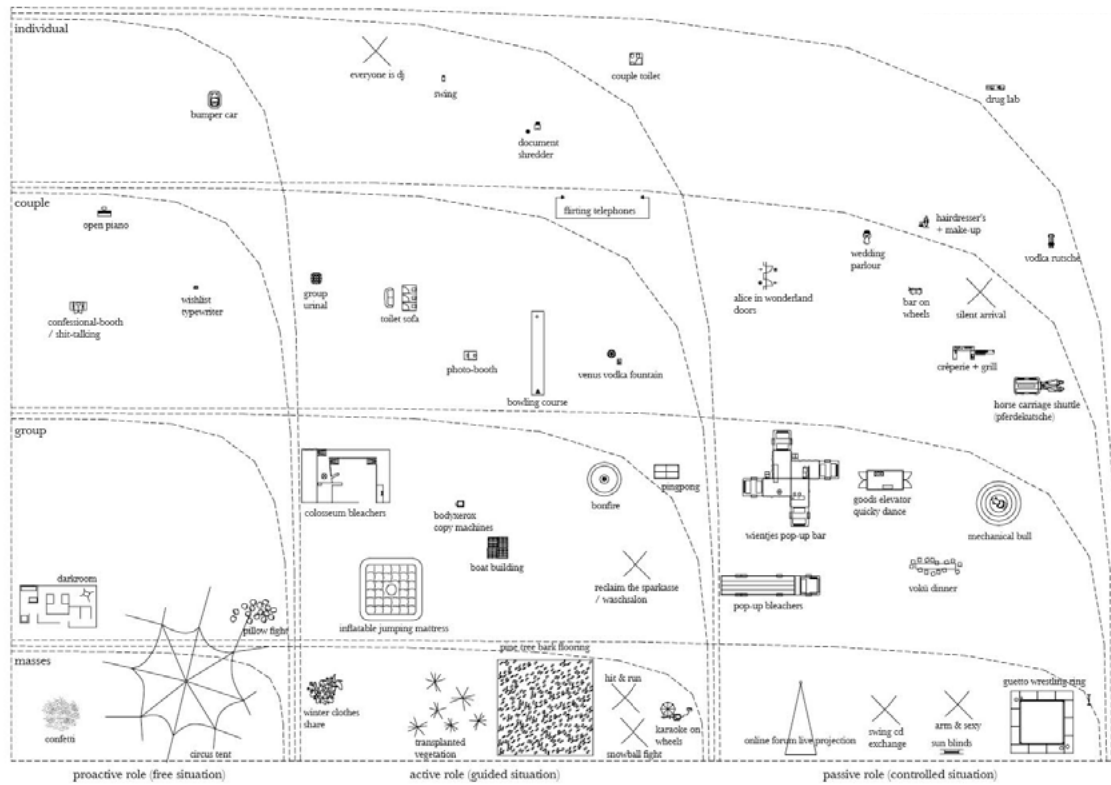 individual
everyone is dj
couple toilet
swing
drug lab
bumper car
document
shredder
couple
flirting telephones
open piano
hairdresser's
+ make-up
wedding
parlour
vodka rutsche
group
urinal
wishlist
typewriter
toilet sofa
alice in wonderland
doors
bar on
wheels
silent arrival
confessional-booth
/ shit-talking
photo-booth
venus vodka fountain
crêperie + grill
bowling course
horse carriage shuttle
(pferdekutsche)
group
colosseum bleachers
bodyxerox
copy machines
bonfire
pingpong
goods elevator
quicky dance
wientjes pop-up bar
mechanical bull
boat building
darkroom
reclaim the sparkasse
/ waschsalon
vokü dinner
pop-up bleachers
pillow fight
inflatable jumping mattress
masses
pine tree bark flooring
hit & run
guetto wrestling ring
winter clothes
share
confetti
circus tent
transplanted
vegetation
karaoke on
wheels
snowball fight
online forum live projection
swing cd
exchange
arm & sexy
sun blinds
proactive role (free situation)
active role (guided situation)
passive role (controlled situation)